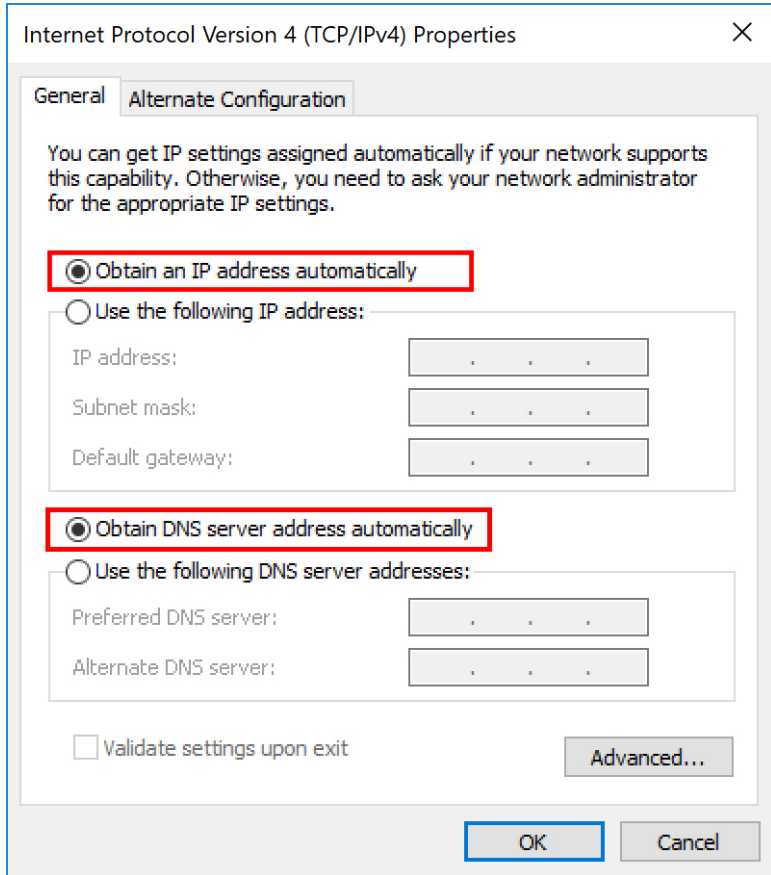 Internet Protocol Version 4 (TCP/IPv4) Properties
General
Alternate Configuration
You can get IP settings assigned automatically if your network supports
this capability. Otherwise, you need to ask your network administrator
for the appropriate IP settings.
Obtain an IP address automatically
Use the following IP address:
IP address:
Subnet mask:
Default gateway:
Obtain DNS server address automatically
Use the following DNS server addresses:
Preferred DNS server:
Alternate DNS server:
Validate settings upon exit
Advanced...
OK
Cancel